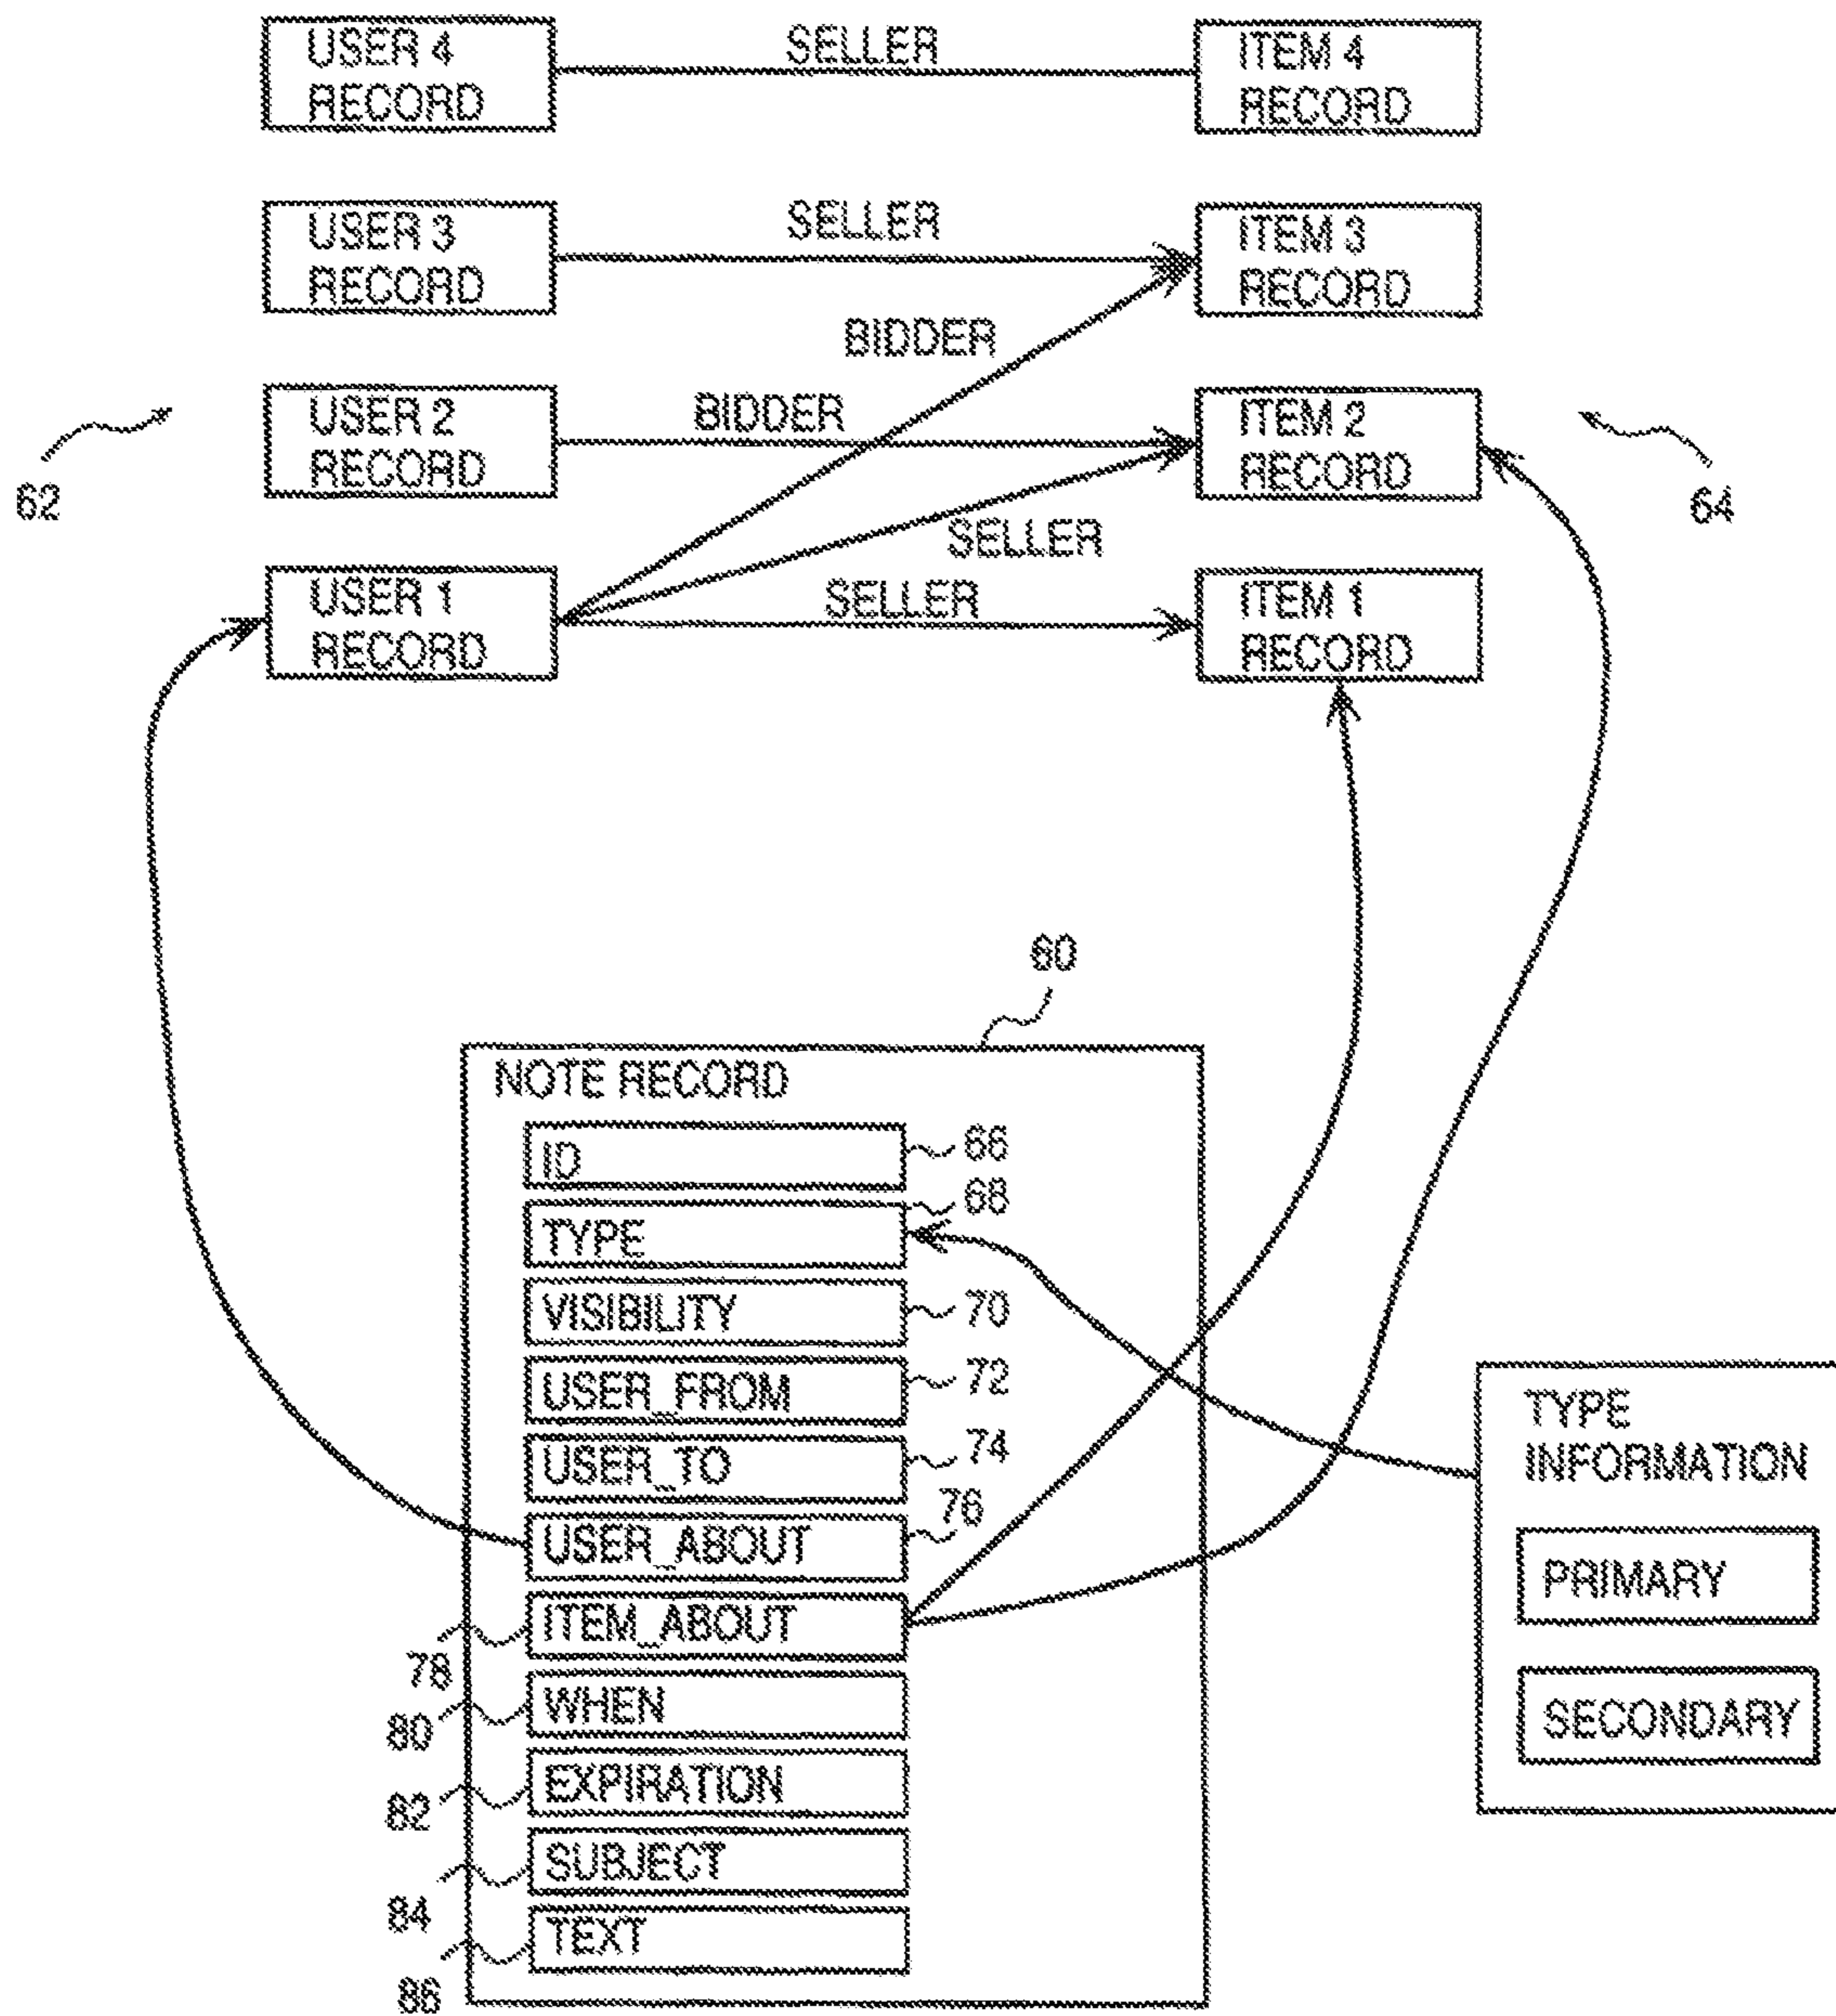 USER 4
RECORD
SELLER
ITEM 4
RECORD
USER 3
RECORD
SELLER
ITEM 3
RECORD
BIDDER
USER 2
RECORD
BIDDER
ITEM 2
RECORD
62
64
SELLER
USER 1
RECORD
SELLER
ITEM 1
RECORD
60
NOTE RECORD
ID
66
TYPE
68
VISIBILITY
70
USER_FROM
72
USER_TO
74
USER_ABOUT
76
ITEM_ABOUT
78
WHEN
80
EXPIRATION
82
SUBJECT
84
TEXT
86
TYPE
INFORMATION
PRIMARY
SECONDARY